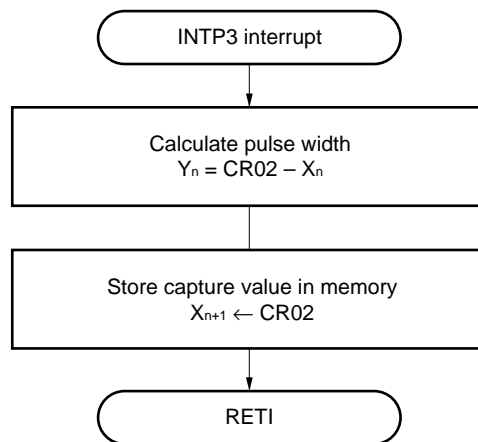 INTP3 interrupt
Calculate pulse width
Yn = CR02 – Xn
Store capture value in memory
Xn+1 ← CR02
RETI